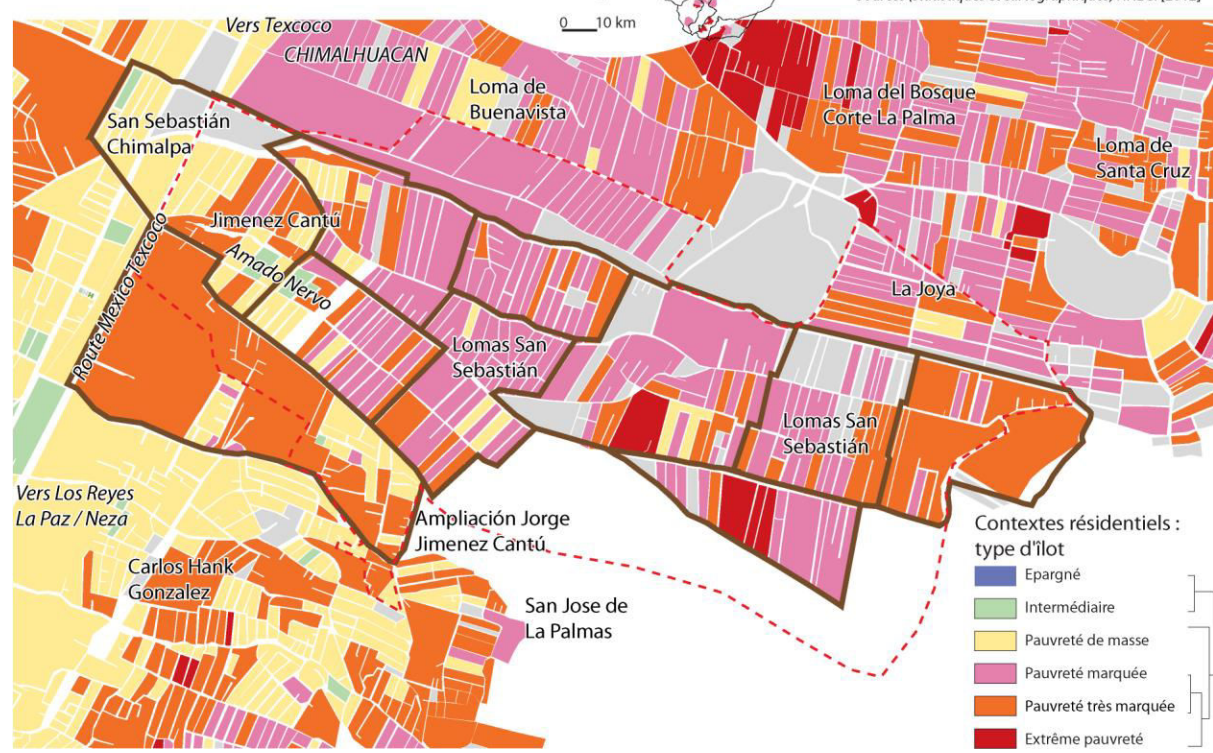 0 10 km
Vers Texcoco
CHIMALHUACAN
Loma de
Buenavista
Loma del Bosque
Corte La Palma
Loma de
Santa Cruz
San Sebastián
Chimalpa
Jimenez Cantú
Amado Nervo
Route Mexico-Texcoco
La Joya
Lomas San
Sebastián
Lomas San
Sebastián
Vers Los Reyes
La Paz / Neza
Ampliación Jorge
Jimenez Cantú
Carlos Hank
Gonzalez
San Jose de
La Palmas
Contextes résidentiels :
type d'îlot
Epargné
Intermédiaire
Pauvreté de masse
Pauvreté marquée
Pauvreté très marquée
Extrême pauvreté